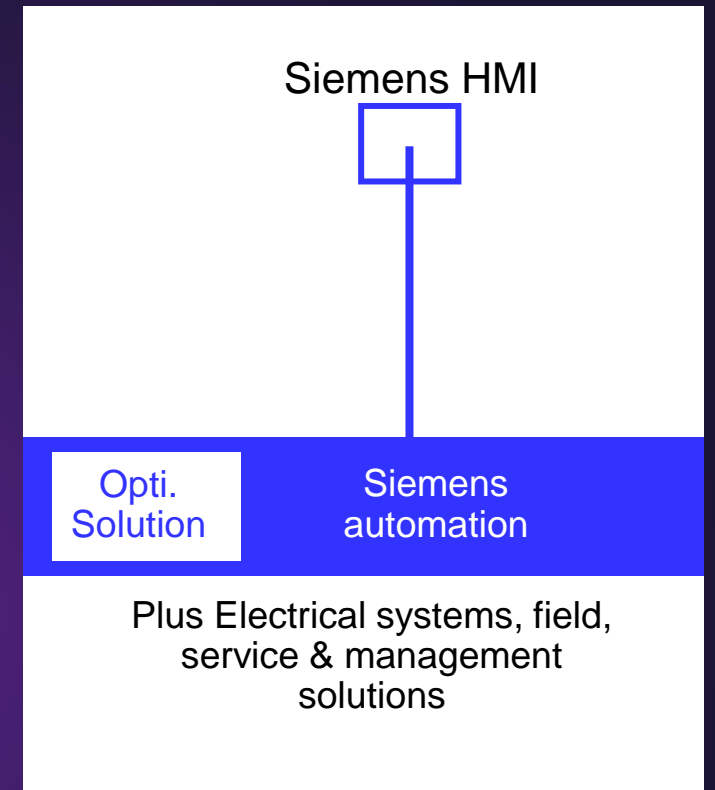 Siemens HMI
Opti.
Solution
Siemens
automation
Plus Electrical systems, field,
service & management
solutions